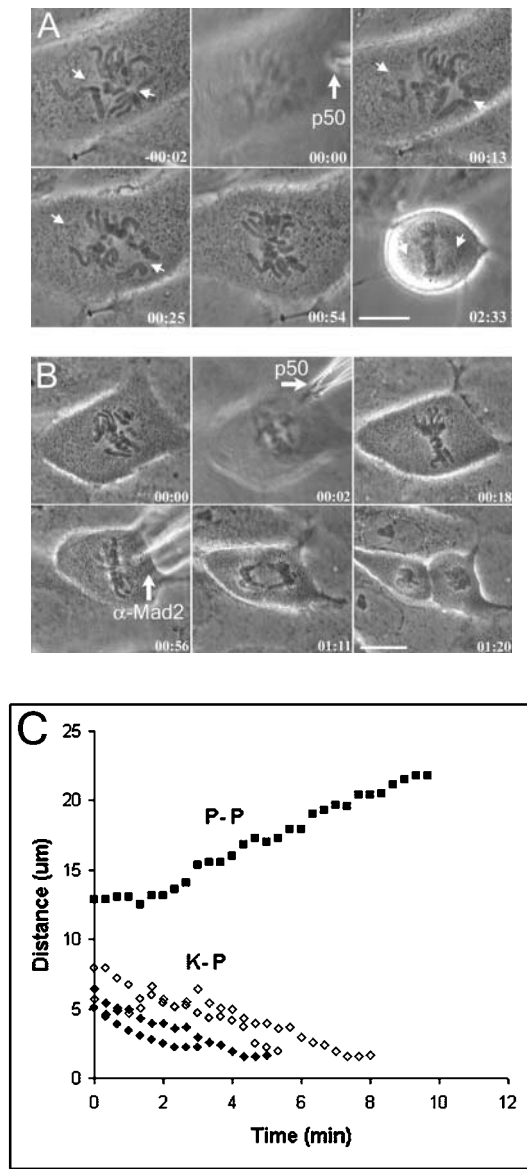 A
p50
-00:02
00:00
00:13
00:25
00:54
02:33
B
p50
00:00
00:02
00:18
α-Mad2
00:56
01:11
01:20
C
25
20
15
10
5
0
Distance (um)
P-P
K-P
0 2 4 6 8 10 12
Time (min)